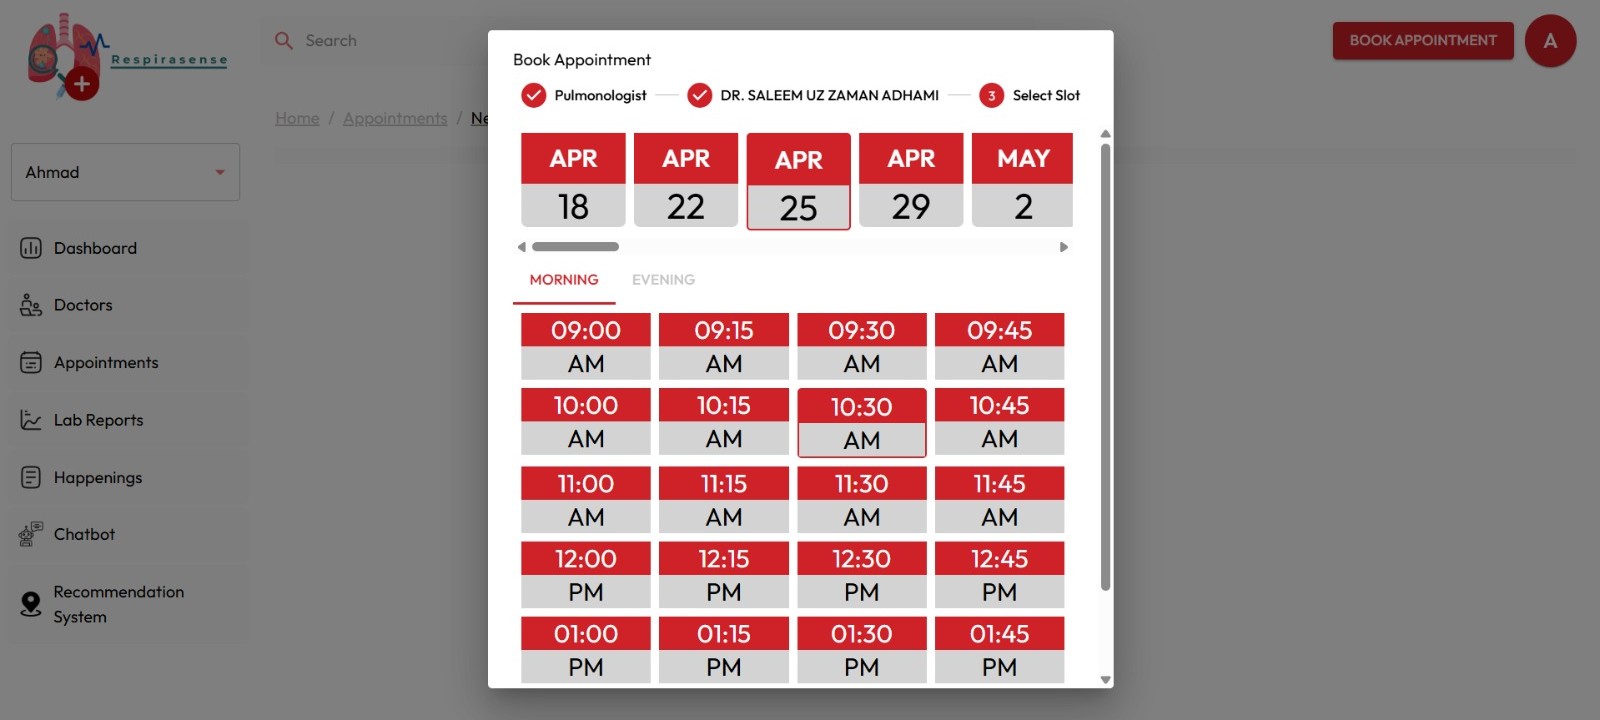 Respirasense
Search
BOOK APPOINTMENT
A
Home / Appointments / Ne
Ahmad
Dashboard
Doctors
Appointments
Lab Reports
Happenings
Chatbot
Recommendation
System
Book Appointment
Pulmonologist
DR. SALEEM UZ ZAMAN ADHAMI
3 Select Slot
APR APR APR APR MAY
18 22 25 29 2
MORNING EVENING
09:00 09:15 09:30 09:45
AM AM AM AM
10:00 10:15 10:30 10:45
AM AM AM AM
11:00 11:15 11:30 11:45
AM AM AM AM
12:00 12:15 12:30 12:45
PM PM PM PM
01:00 01:15 01:30 01:45
PM PM PM PM